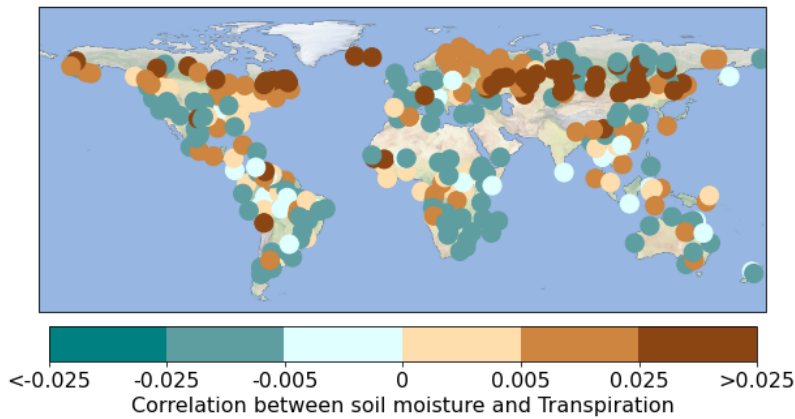 <-0.025 -0.025 -0.005 0 0.005 0.025 >0.025
Correlation between soil moisture and Transpiration